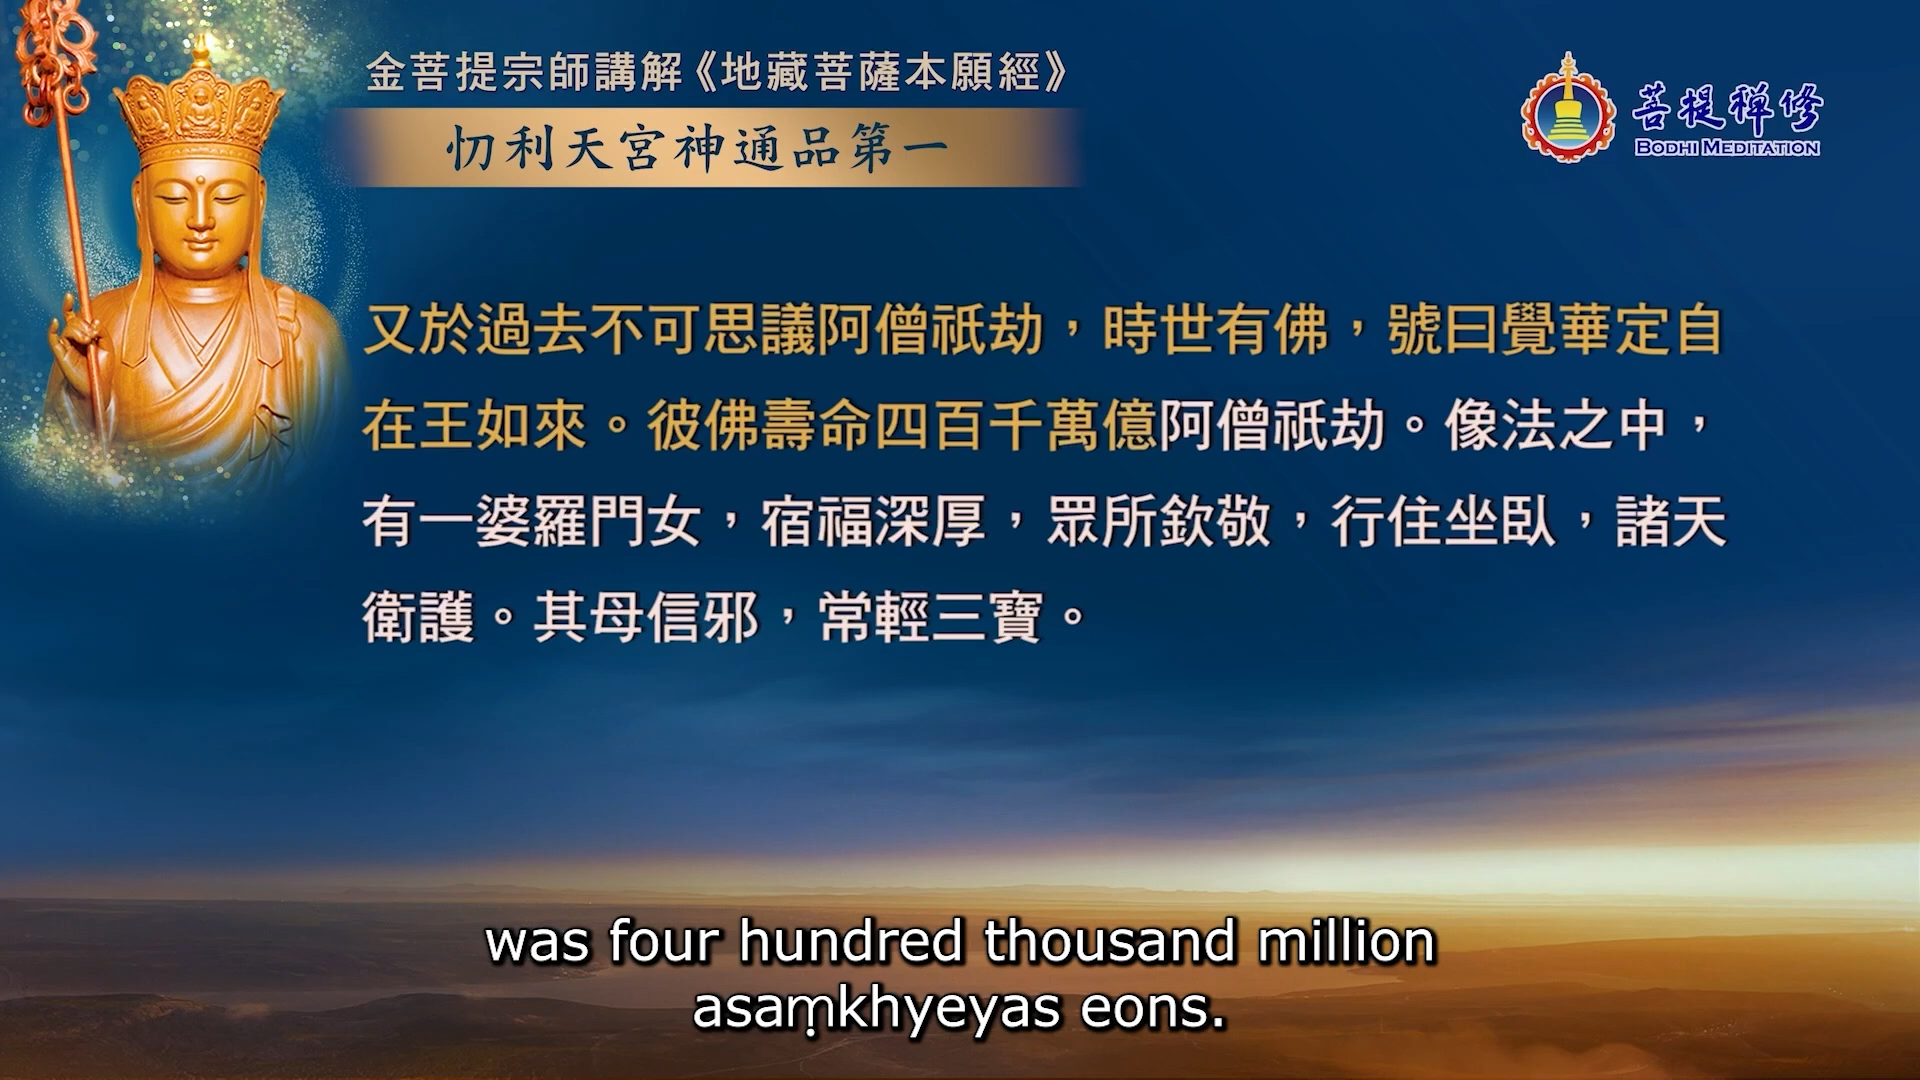 金菩提宗師講解《地藏菩薩本願經》
忉利天宮神通品第一
菩提禪修
BODHI MEDITATION
又於過去不可思議阿僧祇劫，時世有佛，號曰覺華定自
在王如來。彼佛壽命四百千萬億阿僧祇劫。像法之中，
有一婆羅門女，宿福深厚，眾所欽敬，行住坐臥，諸天
衛護。其母信邪，常輕三寶。
was four hundred thousand million
asaṃkhyeyas eons.